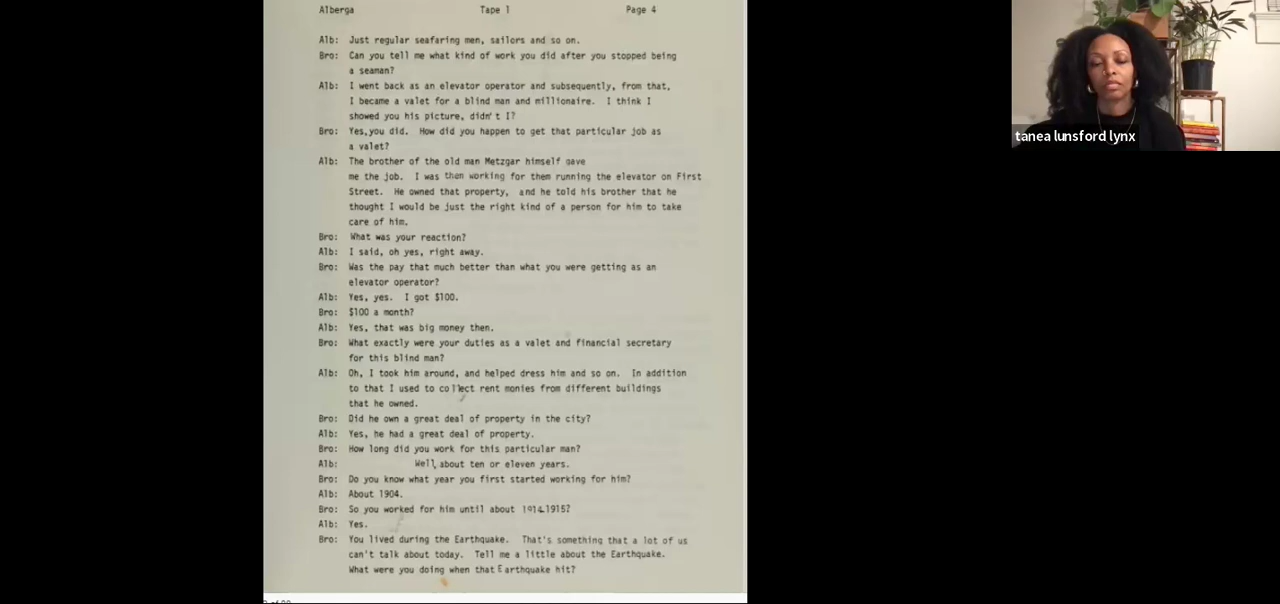 Alberga Tape 1 Page 4
Alb: Just regular seafaring men, sailors and so on.
Bro: Can you tell me what kind of work you did after you stopped being
a seaman?
Alb: I went back as an elevator operator and subsequently, from that,
I became a valet for a blind man and millionaire. I think I
showed you his picture, didn't I?
Bro: Yes,you did. How did you happen to get that particular job as
a valet?
Alb: The brother of the old man Metzgar himself gave
me the job. I was then working for them running the elevator on First
Street. He owned that property, and he told his brother that he
thought I would be just the right kind of a person for him to take
care of him.
Bro: What was your reaction?
Alb: I said, oh yes, right away.
Bro: Was the pay that much better than what you were getting as an
elevator operator?
Alb: Yes, yes. I got $100.
Bro: $100 a month?
Alb: Yes, that was big money then.
Bro: What exactly were your duties as a valet and financial secretary
for this blind man?
Alb: Oh, I took him around, and helped dress him and so on. In addition
to that I used to collect rent monies from different buildings
that he owned.
Bro: Did he own a great deal of property in the city?
Alb: Yes, he had a great deal of property.
Bro: How long did you work for this particular man?
Alb: Well, about ten or eleven years.
Bro: Do you know what year you first started working for him?
Alb: About 1904.
Bro: So you worked for him until about 1914-1915?
Alb: Yes.
Bro: You lived during the Earthquake. That's something that a lot of us
can't talk about today. Tell me a little about the Earthquake.
What were you doing when that Earthquake hit?
tanea lunsford lynx